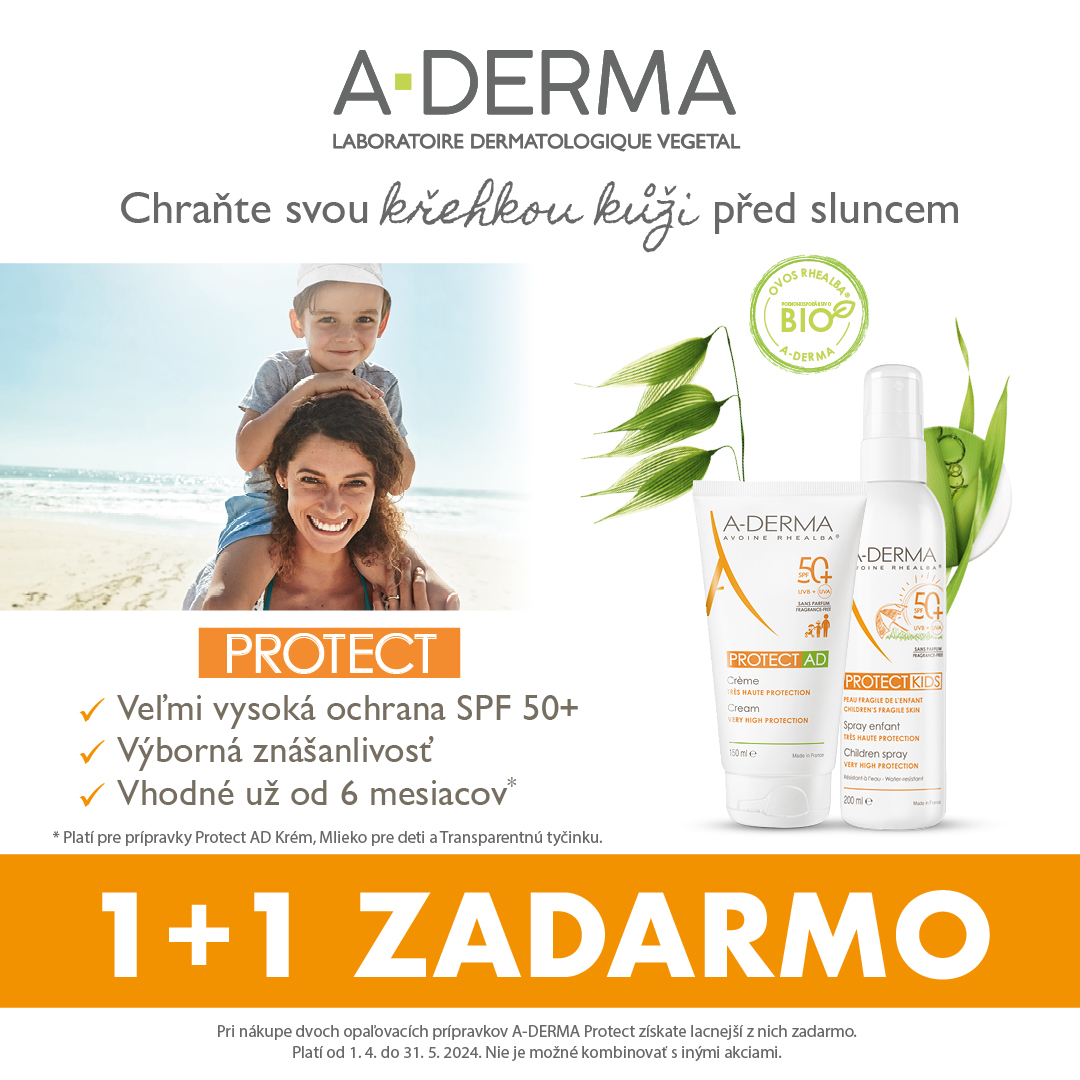 A-DERMA
LABORATOIRE DERMATOLOGIQUE VEGETAL
Chraňte svou křehkou kůži před sluncem
OVOS RHEALBA®
BIO
A-DERMA
A-DERMA
AVOINE RHEALBA®
SPF 50+
UVB + UVA
SANS PARFUM
FRAGRANCE-FREE
PROTECT AD
Crème
TRÈS HAUTE PROTECTION
Cream
VERY HIGH PROTECTION
150 ml e
Made in France
A-DERMA
AVOINE RHEALBA®
SPF 50+
UVB + UVA
SANS PARFUM
FRAGRANCE-FREE
PROTECT KIDS
PEAU FRAGILE DE L'ENFANT
CHILDREN'S FRAGILE SKIN
Spray enfant
TRÈS HAUTE PROTECTION
Children spray
VERY HIGH PROTECTION
Résistant à l'eau - Water-resistant
200 ml e
Made in France
PROTECT
✓ Veľmi vysoká ochrana SPF 50+
✓ Výborná znášanlivosť
✓ Vhodné už od 6 mesiacov*
* Platí pre prípravky Protect AD Krém, Mlieko pre deti a Transparentnú tyčinku.
1+1 ZADARMO
Pri nákupe dvoch opaľovacích prípravkov A-DERMA Protect získate lacnejší z nich zadarmo.
Platí od 1. 4. do 31. 5. 2024. Nie je možné kombinovať s inými akciami.